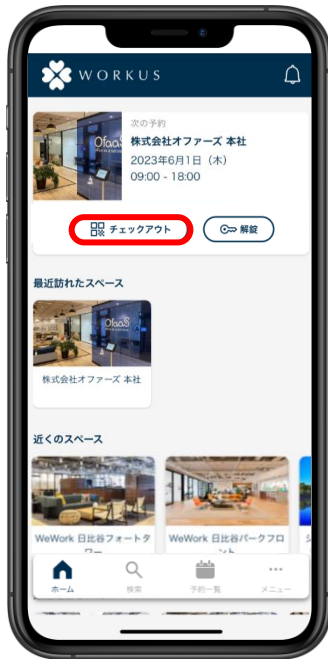 WORKUS
次の予約
OfaaS
株式会社オファーズ 本社
2023年6月1日（木）
09:00 - 18:00
チェックアウト
解錠
最近訪れたスペース
OfaaS
株式会社オファーズ 本社
近くのスペース
WeWork 日比谷フォートタワー
WeWork 日比谷パークフロント
ホーム
検索
予約一覧
メニュー